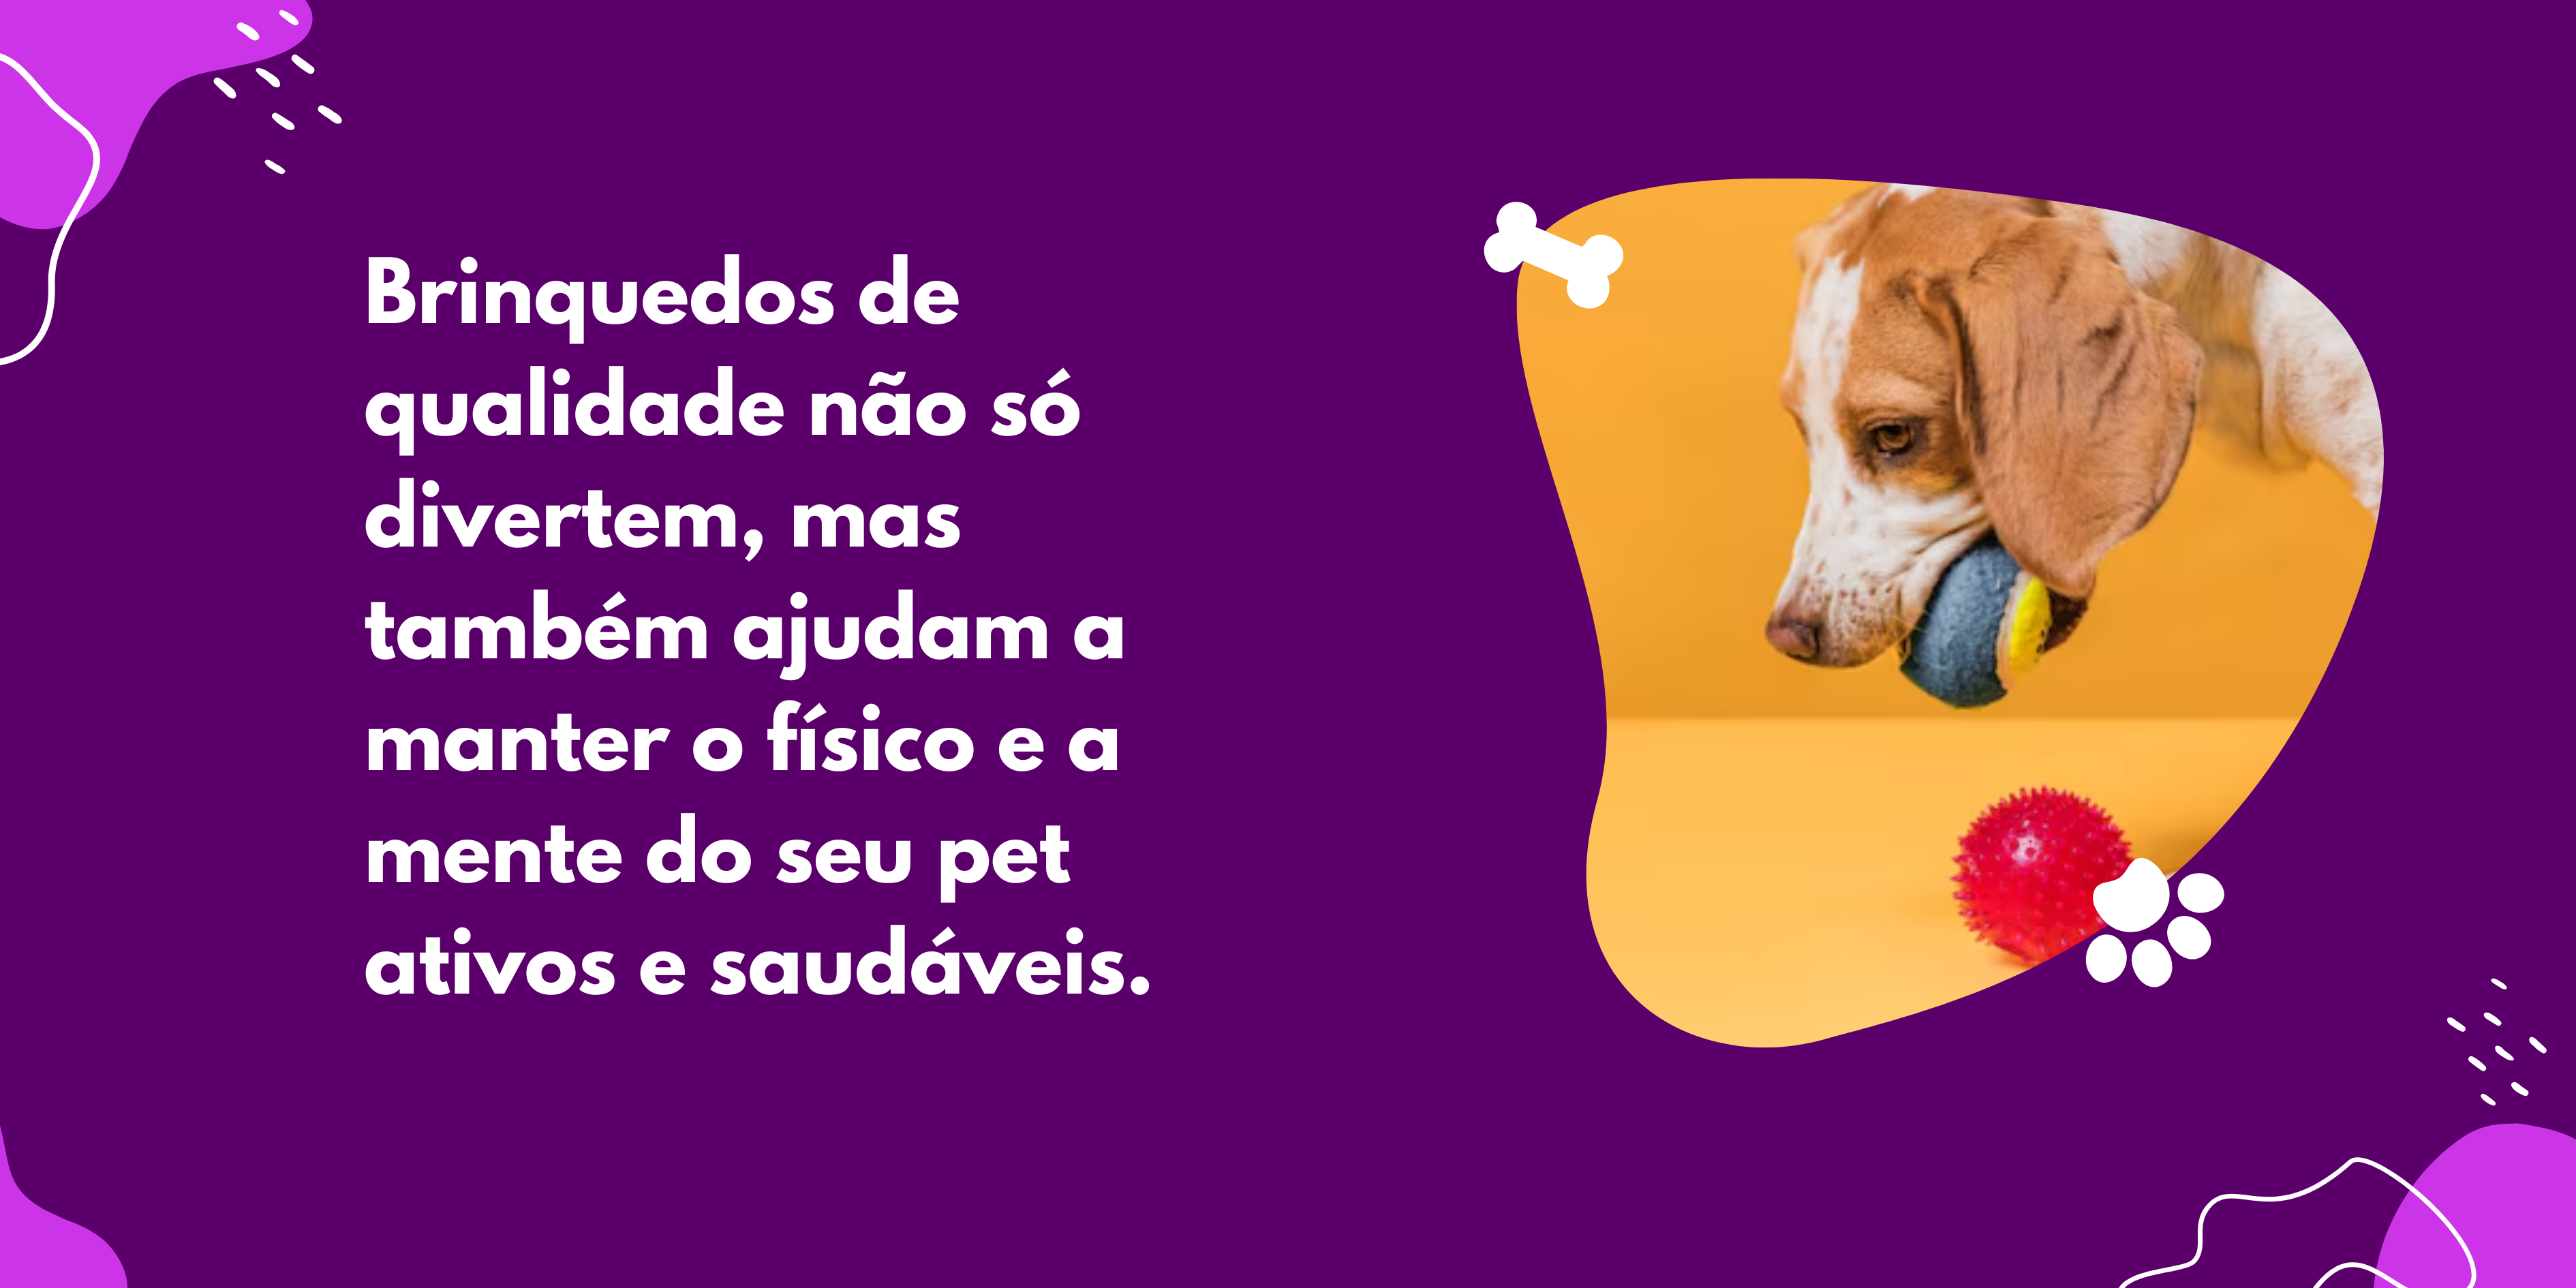 Brinquedos de
qualidade não só
divertem, mas
também ajudam a
manter o físico e a
mente do seu pet
ativos e saudáveis.